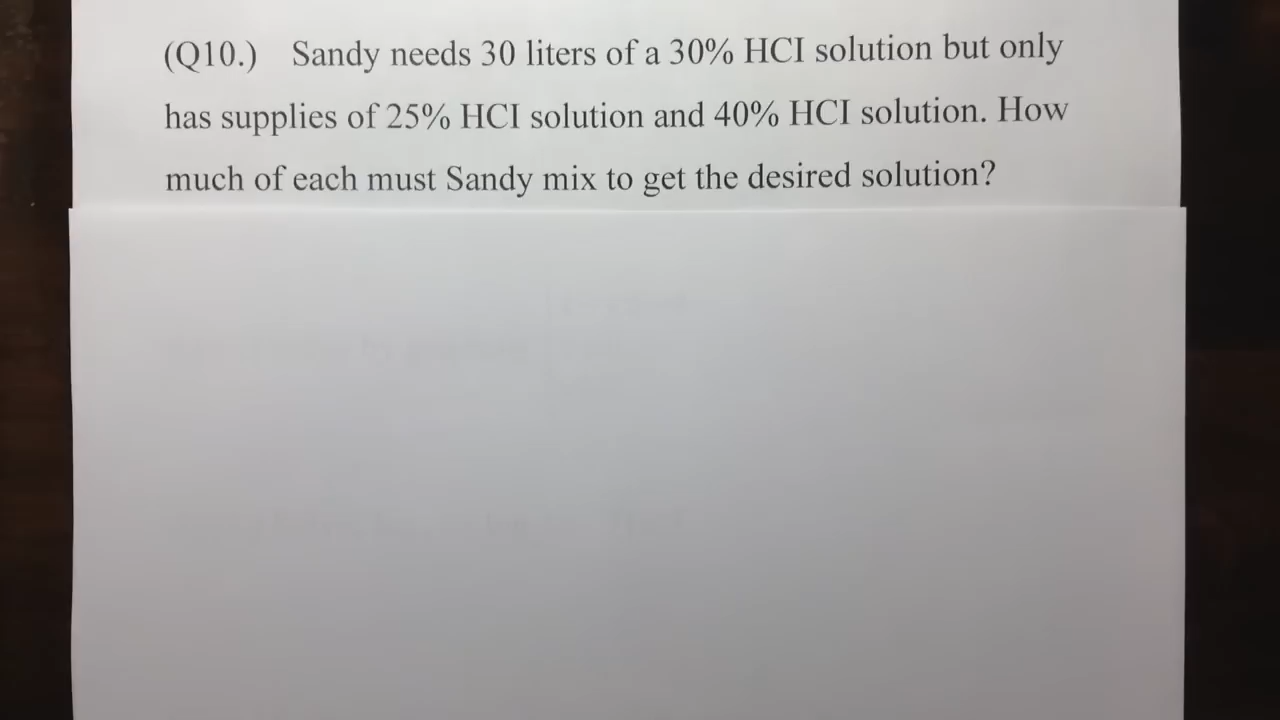 (Q10.) Sandy needs 30 liters of a 30% HCI solution but only
has supplies of 25% HCI solution and 40% HCI solution. How
much of each must Sandy mix to get the desired solution?